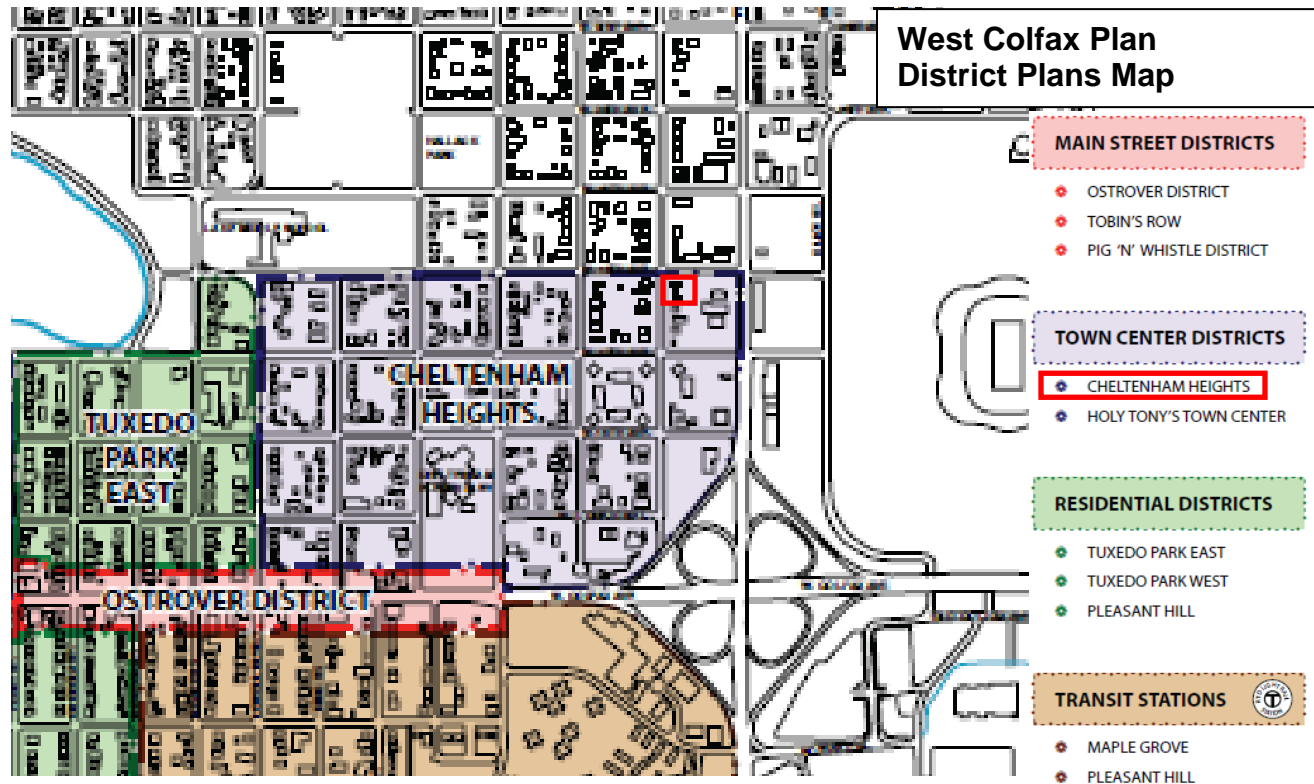 West Colfax Plan
District Plans Map
MAIN STREET DISTRICTS
OSTROVER DISTRICT
TOBIN'S ROW
PIG 'N' WHISTLE DISTRICT
TOWN CENTER DISTRICTS
CHELTENHAM HEIGHTS
HOLY TONY'S TOWN CENTER
RESIDENTIAL DISTRICTS
TUXEDO PARK EAST
TUXEDO PARK WEST
PLEASANT HILL
TRANSIT STATIONS
MAPLE GROVE
PLEASANT HILL
CHELTENHAM
HEIGHTS
TUXEDO
PARK
EAST
OSTROVER DISTRICT